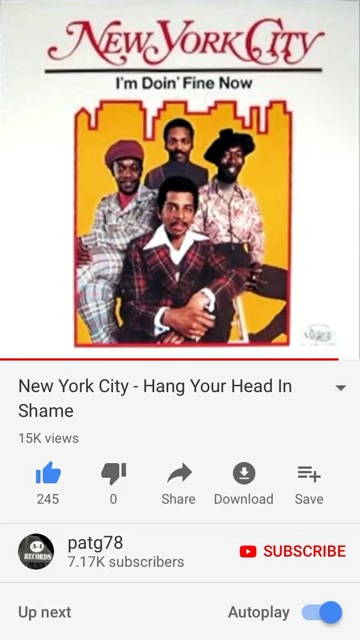 New York City
I'm Doin' Fine Now
New York City - Hang Your Head In
Shame
15K views
245
0
Share
Download
Save
RECORDS
patg78
7.17K subscribers
SUBSCRIBE
Up next
Autoplay